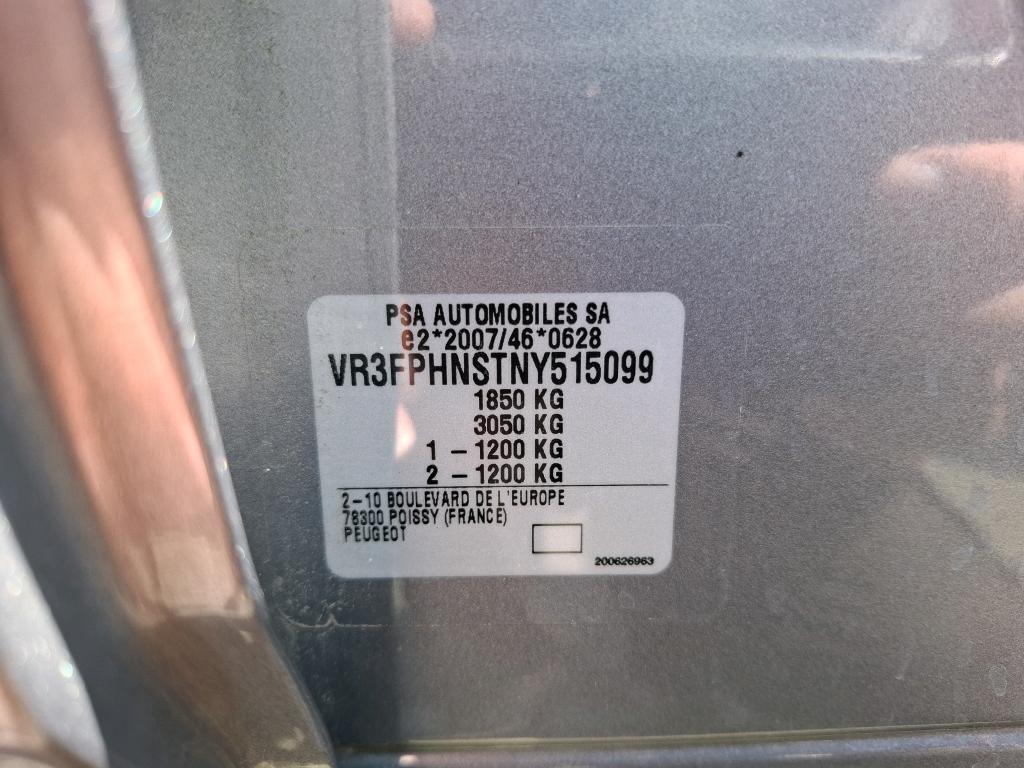 PSA AUTOMOBILES SA
e2*2007/46*0628
VR3FPHNSTNY515099
1850 KG
3050 KG
1 – 1200 KG
2 – 1200 KG
2-10 BOULEVARD DE L'EUROPE
78300 POISSY (FRANCE)
PEUGEOT
200626963